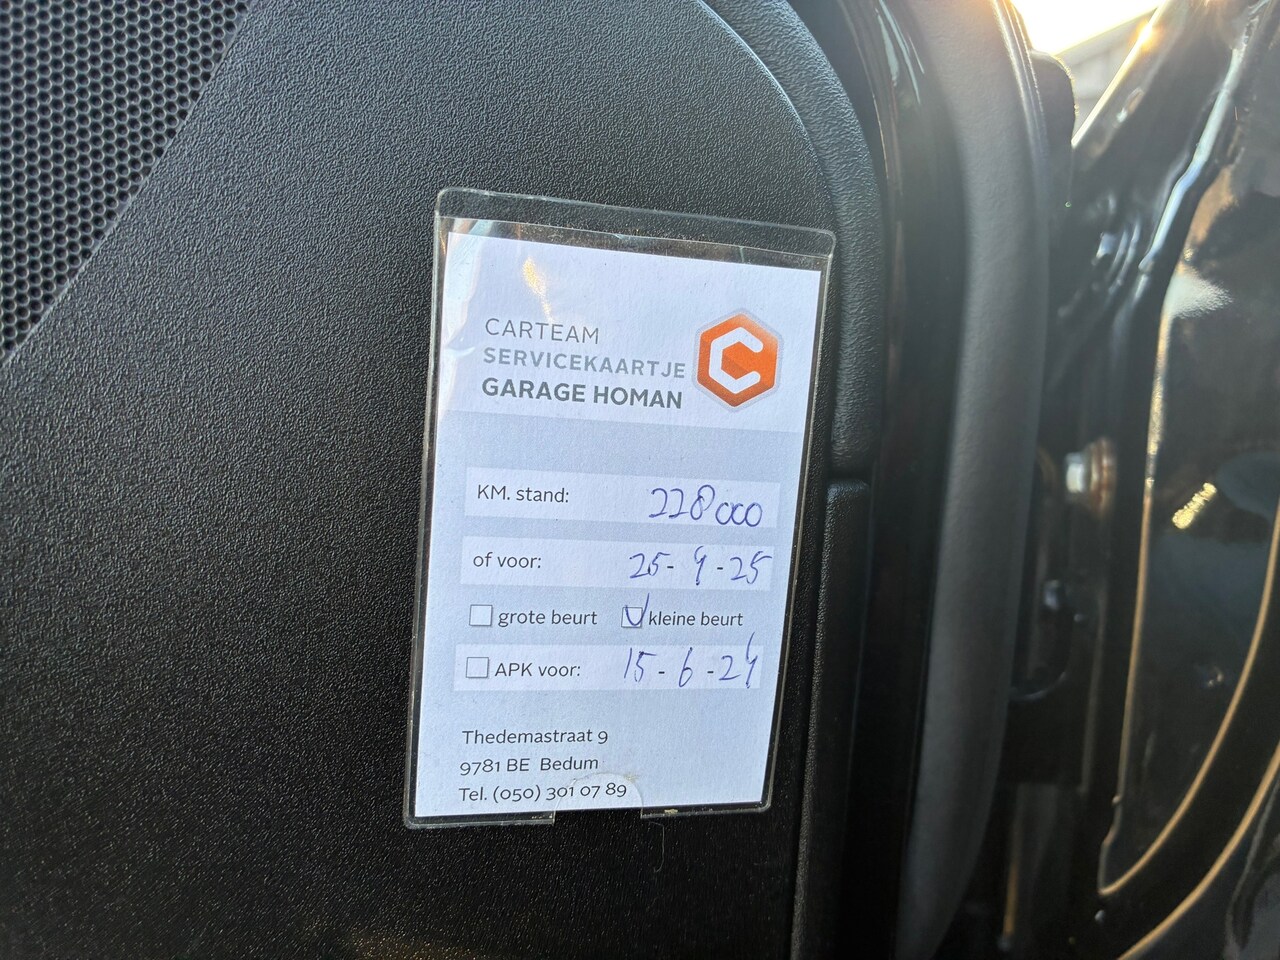 CARTEAM
SERVICEKAARTJE
GARAGE HOMAN
KM. stand: 228000
of voor: 25-9-25
grote beurt kleine beurt
APK voor: 15-6-24
Thedemastraat 9
9781 BE Bedum
Tel. (050) 301 07 89